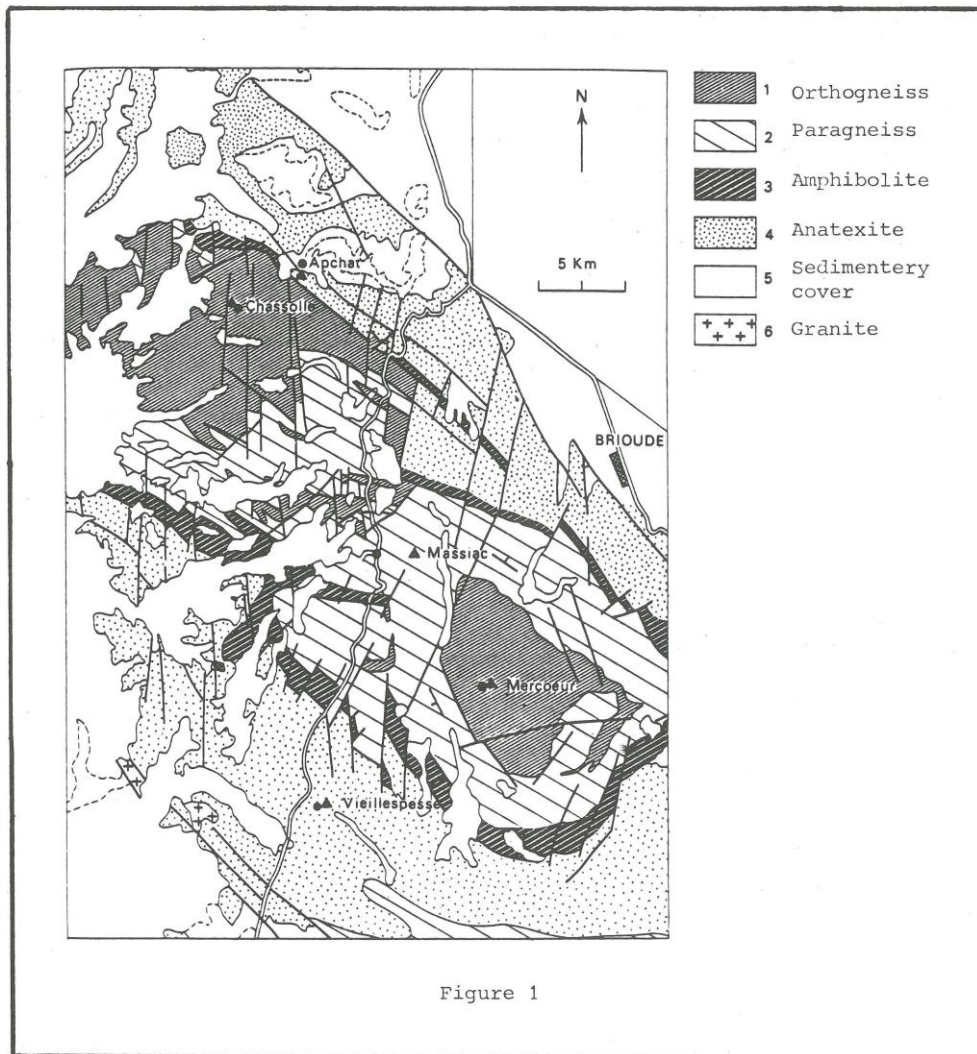 N
5 Km
Apchat
Chassolle
BRIOUDE
Massiac
Mercoeur
Vieillespesse
1 Orthogneiss
2 Paragneiss
3 Amphibolite
4 Anatexite
5 Sedimentery
cover
6 Granite
Figure 1